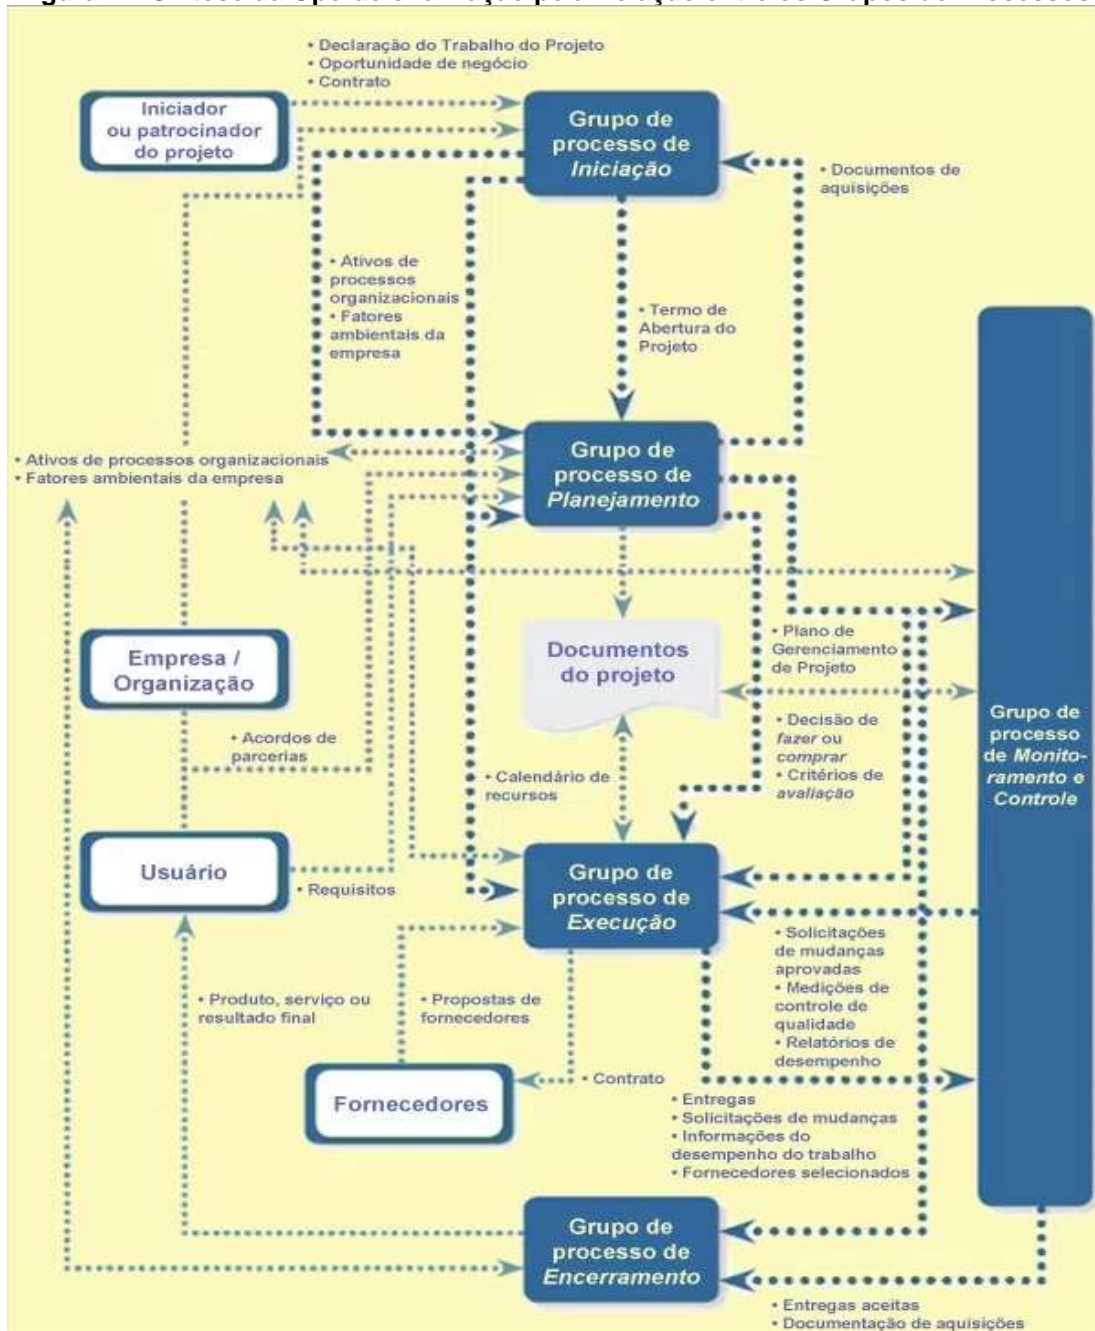 • Declaração do Trabalho do Projeto
• Oportunidade de negócio
• Contrato
Iniciador
ou patrocinador
do projeto
Grupo de
processo de
Iniciação
• Documentos de
aquisições
• Ativos de
processos
organizacionais
• Fatores
ambientais da
empresa
• Termo de
Abertura do
Projeto
Grupo de
processo de
Planejamento
• Ativos de processos organizacionais
• Fatores ambientais da empresa
Empresa /
Organização
Documentos
do projeto
• Plano de
Gerenciamento
de Projeto
Grupo de
processo
de Monito-
ramento e
Controle
• Acordos de
parcerias
• Decisão de
fazer ou
comprar
• Critérios de
avaliação
• Calendário de
recursos
Usuário
• Requisitos
Grupo de
processo de
Execução
• Solicitações
de mudanças
aprovadas
• Medições de
controle de
qualidade
• Relatórios de
desempenho
• Produto, serviço ou
resultado final
• Propostas de
fornecedores
Fornecedores
• Contrato
• Entregas
• Solicitações de mudanças
• Informações do
desempenho do trabalho
• Fornecedores selecionados
Grupo de
processo de
Encerramento
• Entregas aceitas
• Documentação de aquisições